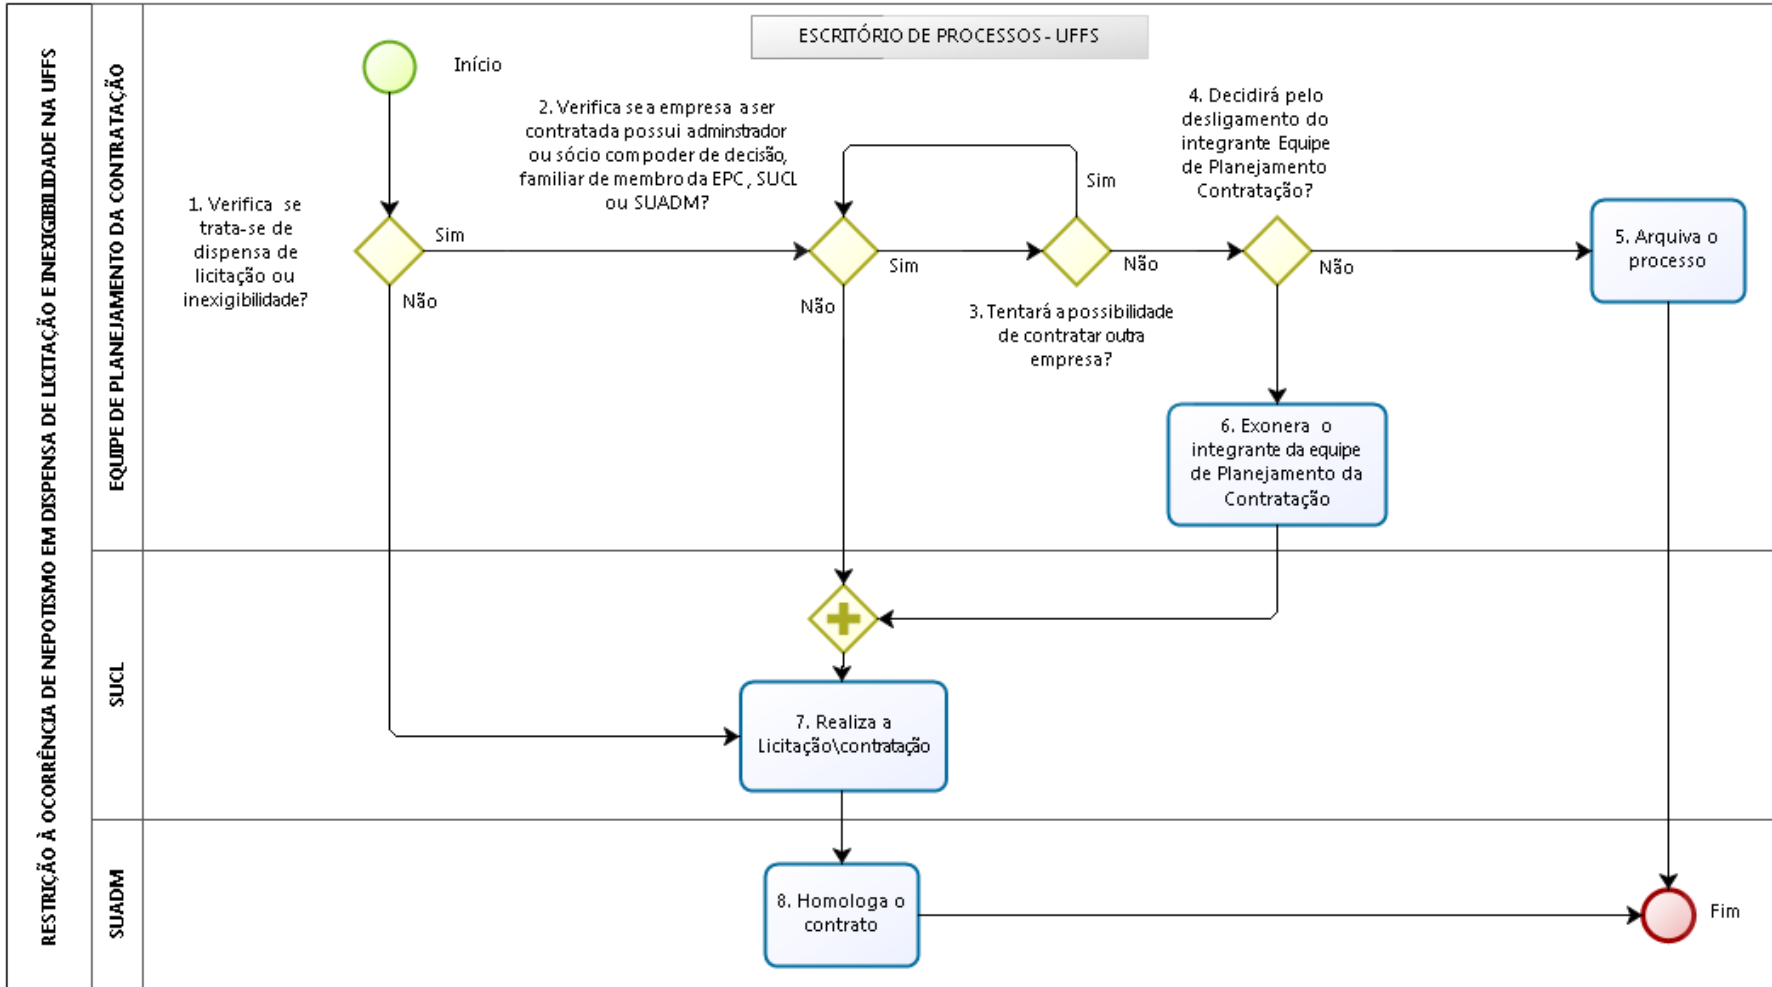 RESTRIÇÃO À OCORRÊNCIA DE NEPOTISMO EM DISPENSA DE LICITAÇÃO E INEXIGIBILIDADE NA UFFS
EQUIPE DE PLANEJAMENTO DA CONTRATAÇÃO
ESCRITÓRIO DE PROCESSOS - UFFS
Início
1. Verifica se
trata-se de
dispensa de
licitação ou
inexigibilidade?
Sim
Não
2. Verifica se a empresa a ser
contratada possui adminstrador
ou sócio com poder de decisão,
familiar de membro da EPC , SUCL
ou SUADM?
Sim
Não
Sim
Não
3. Tentará a possibilidade
de contratar outra
empresa?
4. Decidirá pelo
desligamento do
integrante Equipe
de Planejamento
Contratação?
Não
5. Arquiva o
processo
6. Exonera o
integrante da equipe
de Planejamento da
Contratação
SUCL
7. Realiza a
Licitação\contratação
SUADM
8. Homologa o
contrato
Fim